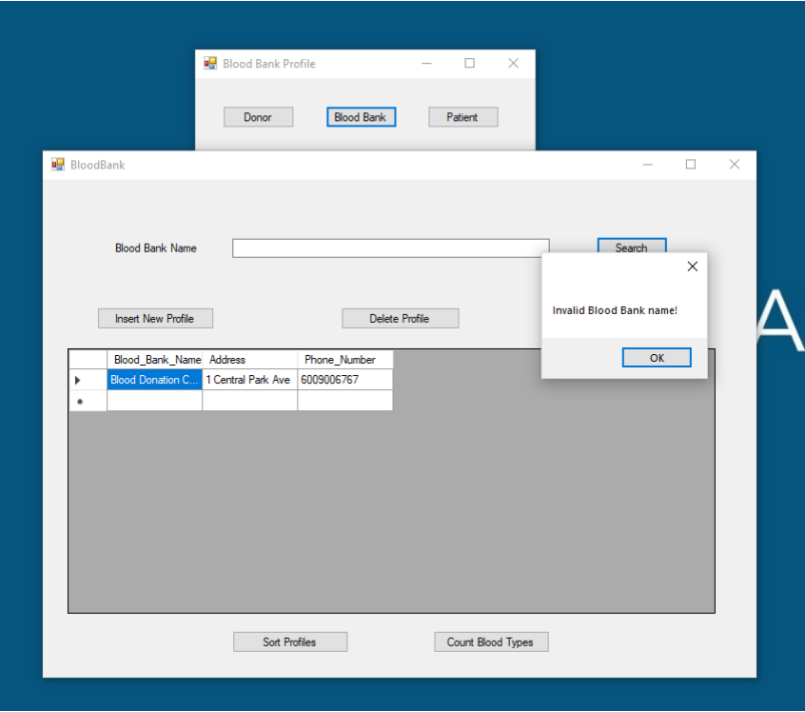 Blood Bank Profile
Donor Blood Bank Patient
BloodBank
Blood Bank Name Search
Invalid Blood Bank name!
Insert New Profile Delete Profile
OK
Blood_Bank_Name Address Phone_Number
Blood Donation C... 1 Central Park Ave 6009006767
Sort Profiles Count Blood Types
A